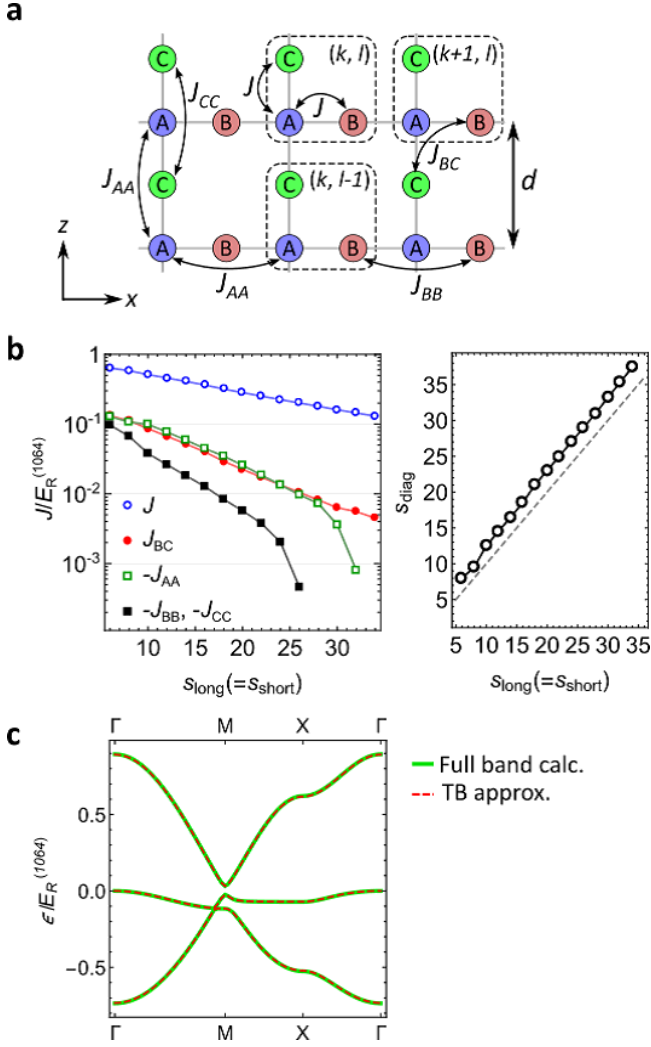 a
C C (k, l) C (k+1, l)
J_CC J J
A B A B A B
J_AA J_BC d
C C (k, l-1) C
z
A B A B A B
x J_AA J_BB
b
J/E_R^(1064)
1
10^-1
10^-2
10^-3
J
J_BC
-J_AA
-J_BB, -J_CC
10 15 20 25 30
s_long(=s_short)
s_diag
35
30
25
20
15
10
5
5 10 15 20 25 30 35
s_long(=s_short)
c
Γ M X Γ
ϵ/E_R^(1064)
0.5
0.0
−0.5
Γ M X Γ
Full band calc.
TB approx.